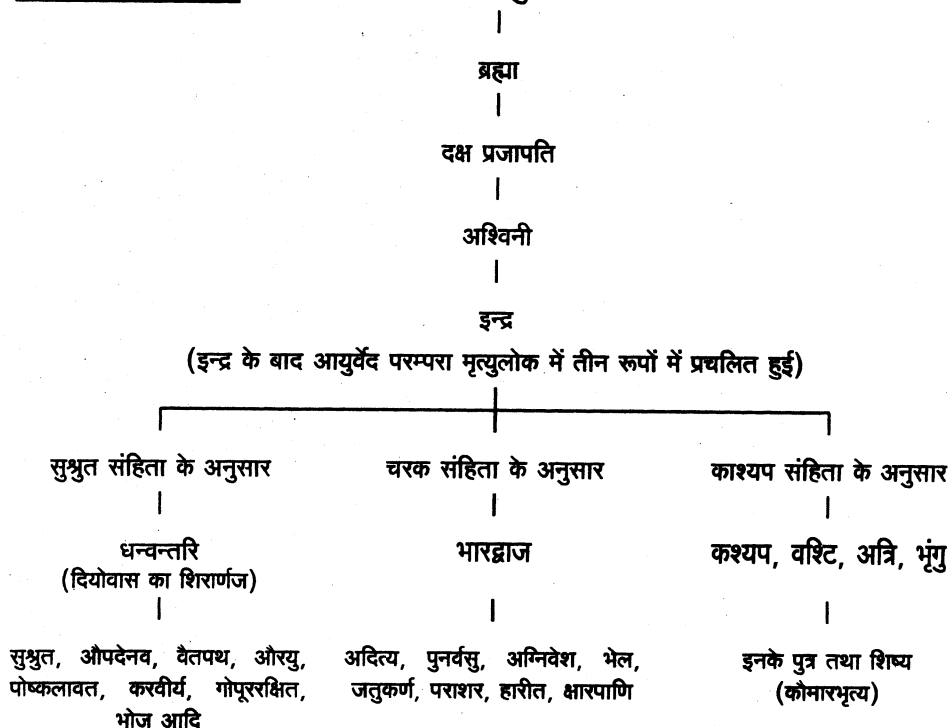 ब्रह्मा
दक्ष प्रजापति
अश्विनी
इन्द्र
(इन्द्र के बाद आयुर्वेद परम्परा मृत्युलोक में तीन रूपों में प्रचलित हुई)
सुश्रुत संहिता के अनुसार
चरक संहिता के अनुसार
काश्यप संहिता के अनुसार
धन्वन्तरि
(दियोवास का शिरार्णज)
भारद्वाज
कश्यप, वश्टि, अत्रि, भृंगु
सुश्रुत, औपदेनव, वैतपथ, औरयु,
पोष्कलावत, करवीर्य, गोपूररक्षित,
भोज आदि
अदित्य, पुनर्वसु, अग्निवेश, भेल,
जतुकर्ण, पराशर, हारीत, क्षारपाणि
इनके पुत्र तथा शिष्य
(कौमारभृत्य)